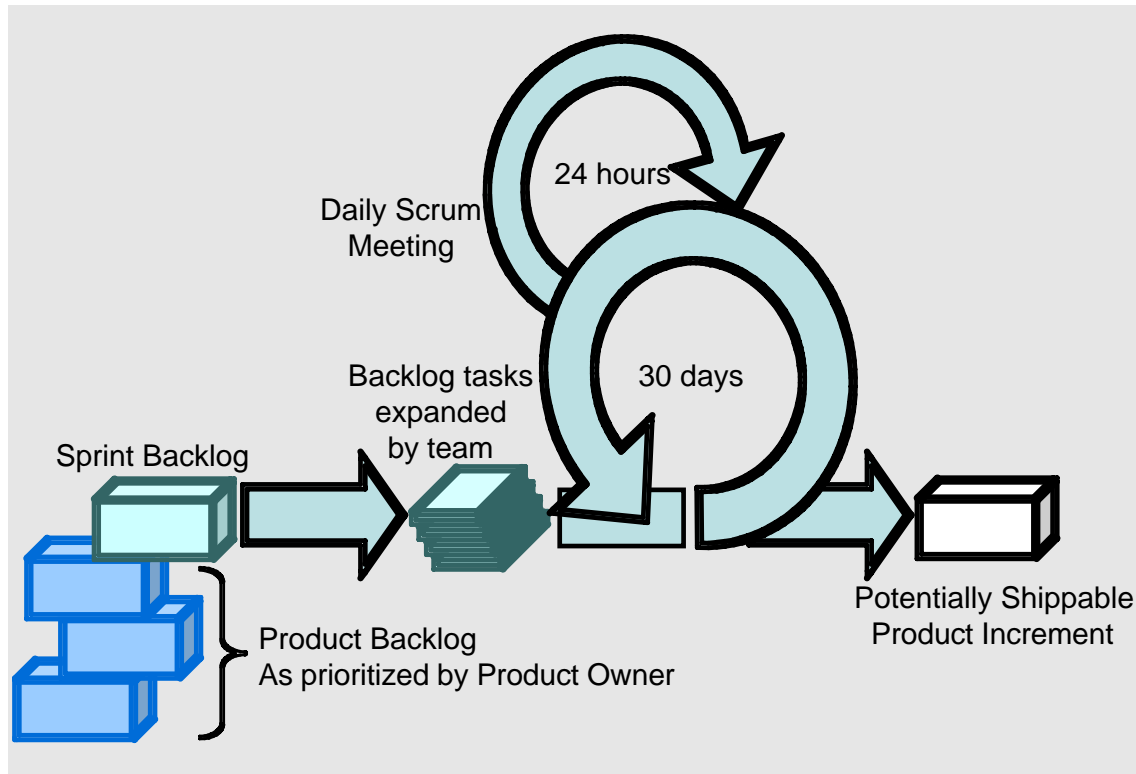 24 hours
Daily Scrum
Meeting
30 days
Backlog tasks
expanded
by team
Sprint Backlog
Potentially Shippable
Product Increment
Product Backlog
As prioritized by Product Owner